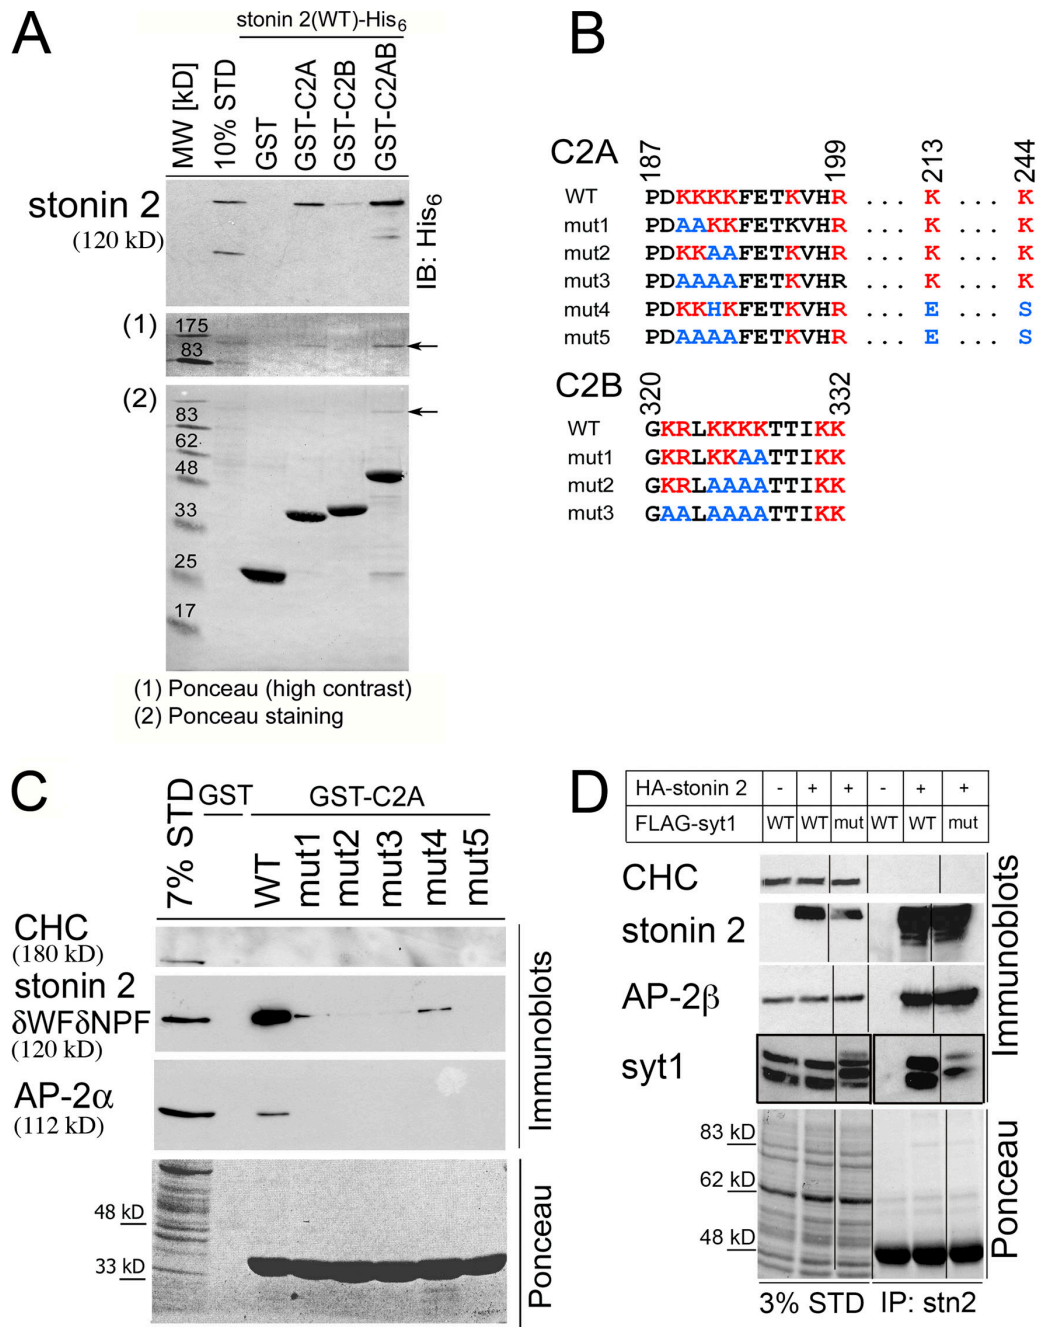 A
stonin 2(WT)-His6
MW [kD]
10% STD
GST
GST-C2A
GST-C2B
GST-C2AB
stonin 2
(120 kD)
IB: His6
(1)
175
83
(2)
83
62
48
33
25
17
(1) Ponceau (high contrast)
(2) Ponceau staining
B
C2A
187
199
213
244
WT PDKKKKFETKVHR ... K ... K
mut1 PDAAKKFETKVHR ... K ... K
mut2 PDKKAAFETKVHR ... K ... K
mut3 PDAAAAFETKVHR ... K ... K
mut4 PDKKHKFETKVHR ... E ... S
mut5 PDAAAAFETKVHR ... E ... S
C2B
320
332
WT GKRLKKKKTTIKK
mut1 GKRLKKAATTIKK
mut2 GKRLAAAATTIKK
mut3 GAALAAAATTIKK
C
7% STD
GST
GST-C2A
WT
mut1
mut2
mut3
mut4
mut5
CHC
(180 kD)
stonin 2
δWFδNPF
(120 kD)
AP-2α
(112 kD)
Immunoblots
48 kD
33 kD
Ponceau
D
HA-stonin 2 - + + - + +
FLAG-syt1 WT WT mut WT WT mut
CHC
stonin 2
AP-2β
syt1
Immunoblots
83 kD
62 kD
48 kD
Ponceau
3% STD
IP: stn2